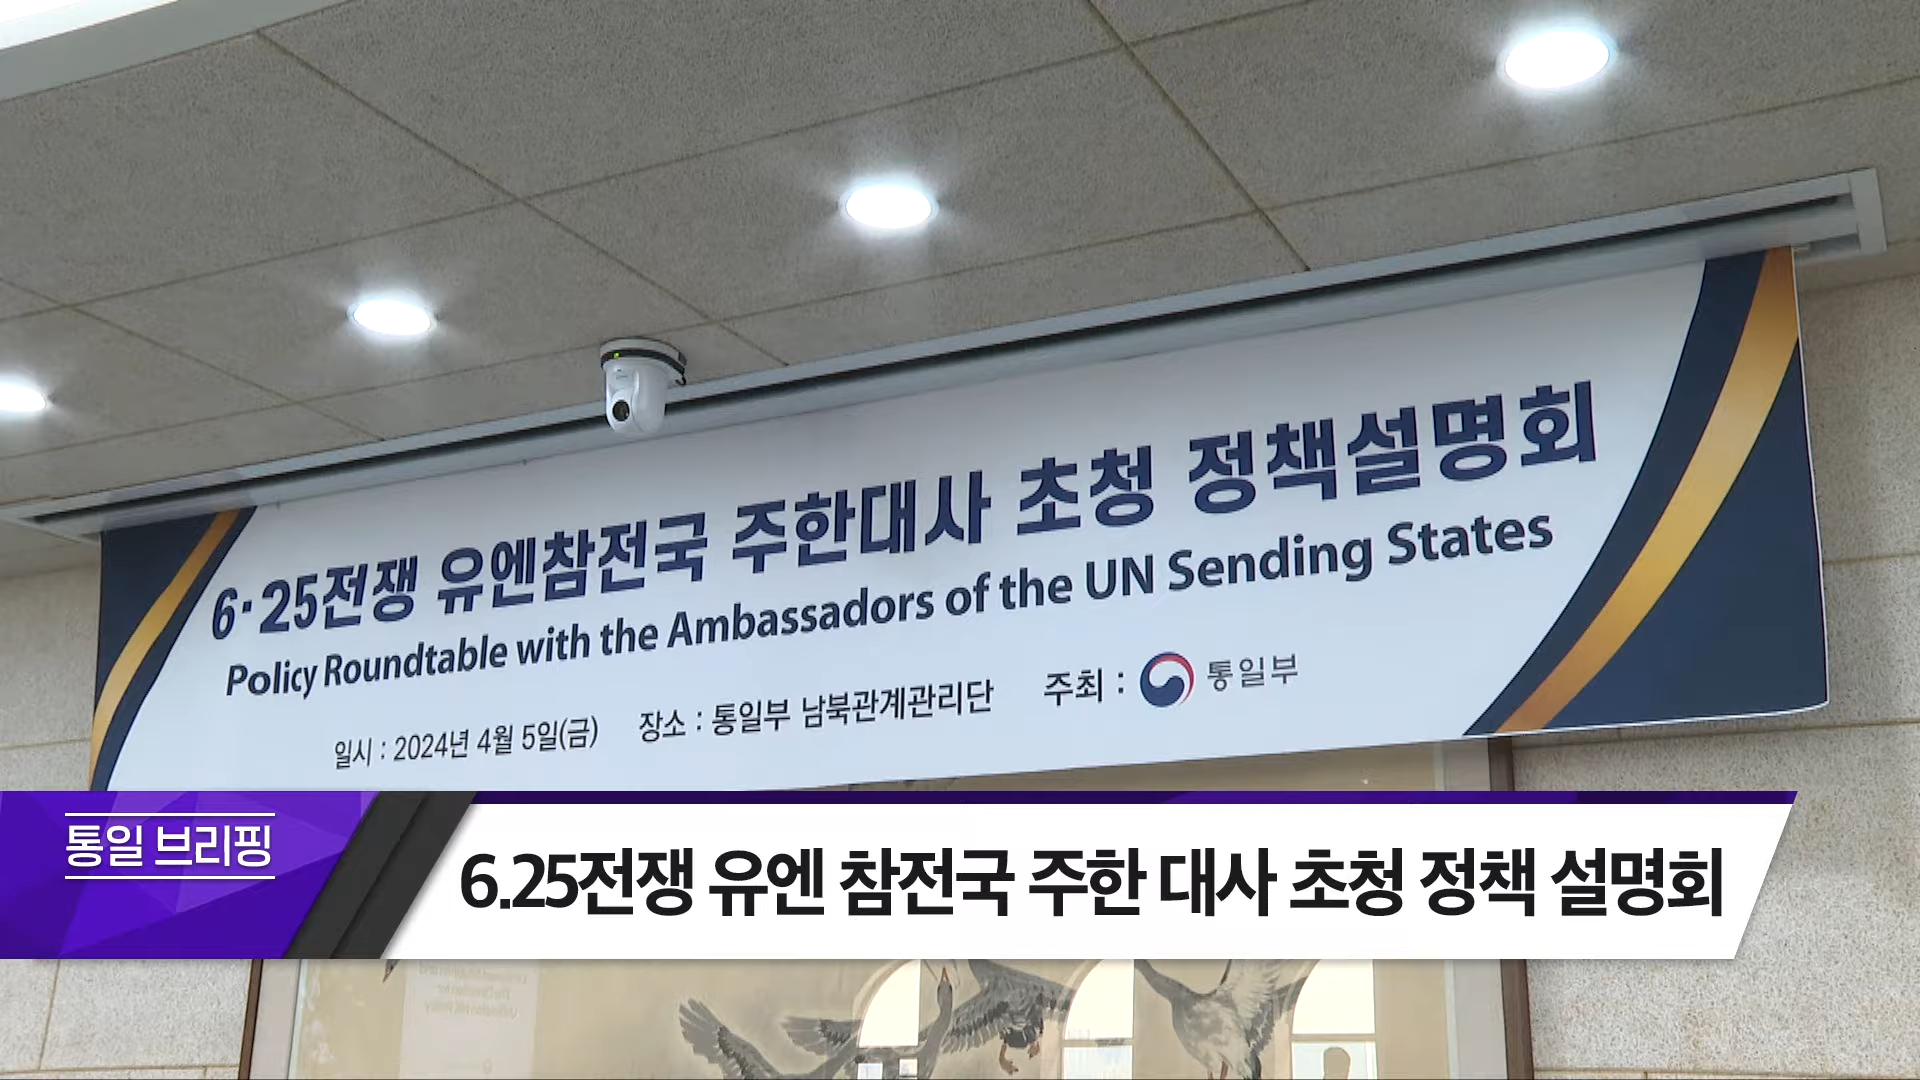 6·25전쟁 유엔참전국 주한대사 초청 정책설명회
Policy Roundtable with the Ambassadors of the UN Sending States
일시 : 2024년 4월 5일(금) 장소 : 통일부 남북관계관리단 주최 : 통일부
통일 브리핑
6.25전쟁 유엔 참전국 주한 대사 초청 정책 설명회